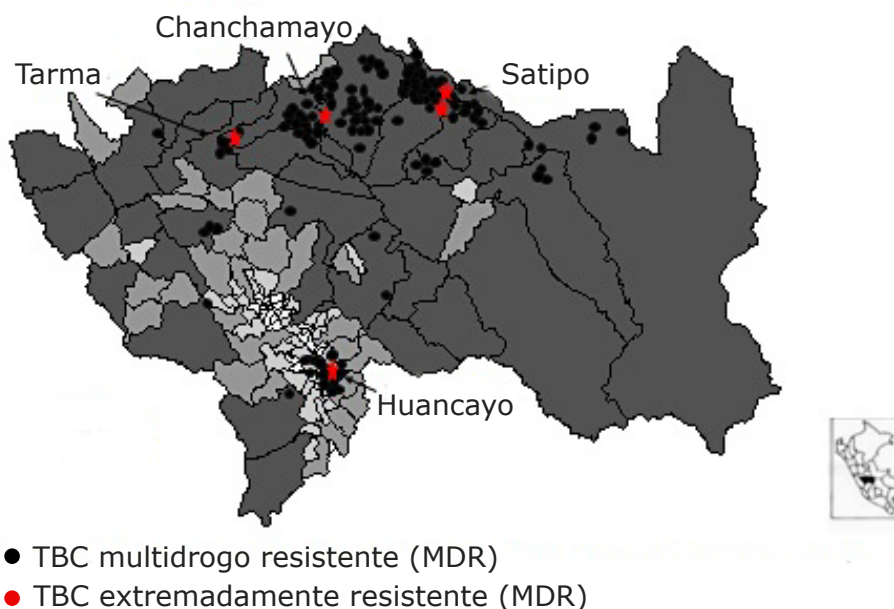 Chanchamayo
Tarma
Satipo
Huancayo
TBC multidrogo resistente (MDR)
TBC extremadamente resistente (MDR)